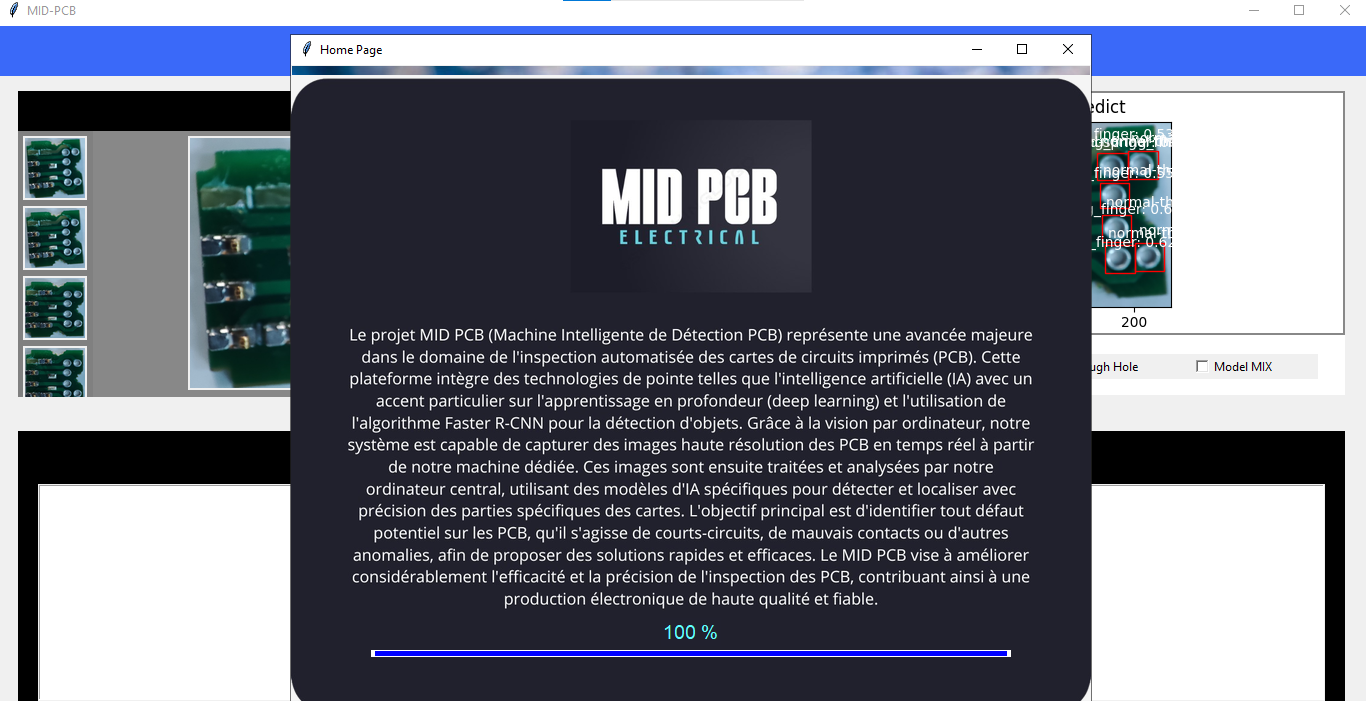 MID-PCB
Home Page
MID PCB
ELECTRICAL
Le projet MID PCB (Machine Intelligente de Détection PCB) représente une avancée majeure
dans le domaine de l'inspection automatisée des cartes de circuits imprimés (PCB). Cette
plateforme intègre des technologies de pointe telles que l'intelligence artificielle (IA) avec un
accent particulier sur l'apprentissage en profondeur (deep learning) et l'utilisation de
l'algorithme Faster R-CNN pour la détection d'objets. Grâce à la vision par ordinateur, notre
système est capable de capturer des images haute résolution des PCB en temps réel à partir
de notre machine dédiée. Ces images sont ensuite traitées et analysées par notre
ordinateur central, utilisant des modèles d'IA spécifiques pour détecter et localiser avec
précision des parties spécifiques des cartes. L'objectif principal est d'identifier tout défaut
potentiel sur les PCB, qu'il s'agisse de courts-circuits, de mauvais contacts ou d'autres
anomalies, afin de proposer des solutions rapides et efficaces. Le MID PCB vise à améliorer
considérablement l'efficacité et la précision de l'inspection des PCB, contribuant ainsi à une
production électronique de haute qualité et fiable.
100 %
edict
_finger: 0.53
_finger: 0.55
normal-th
g_finger: 0.6
_finger: 0.62
200
ugh Hole
Model MIX